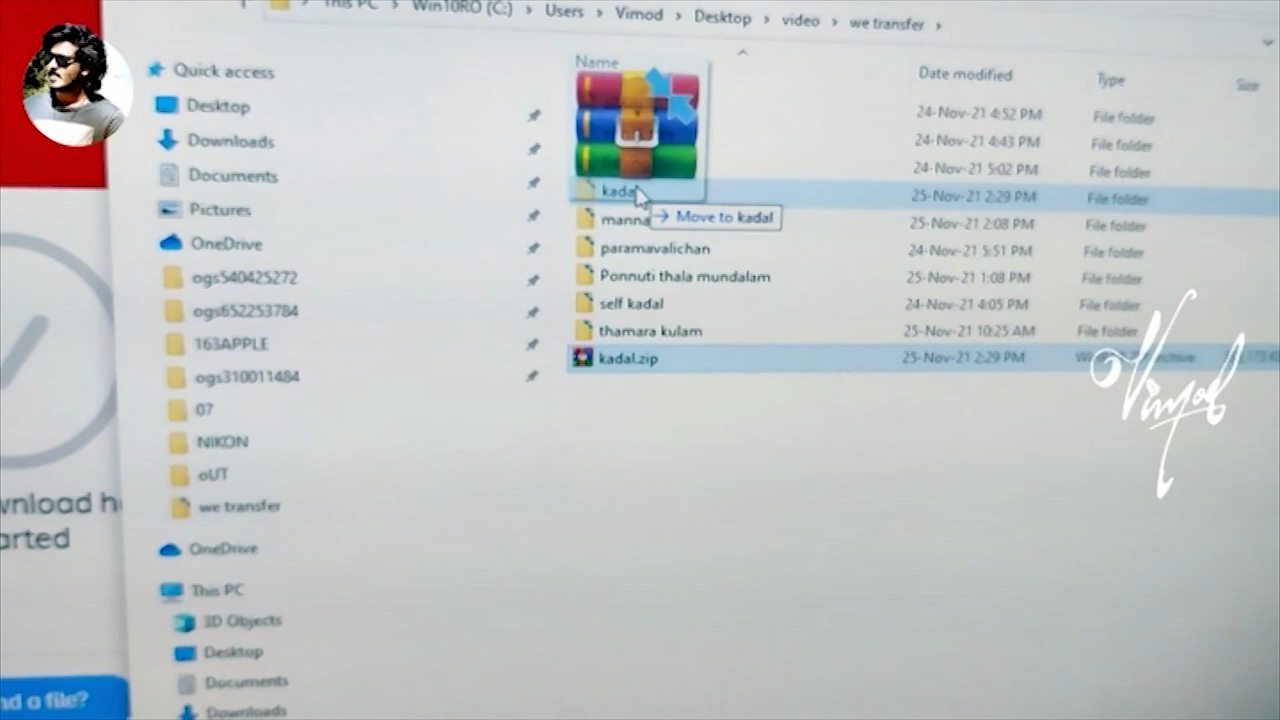 This PC > Win10RO (C:) > Users > Vimod > Desktop > video > we transfer >
Name Date modified Type Size
Quick access
Desktop
Downloads
Documents
Pictures
OneDrive
ogs540425272
ogs652253784
163APPLE
ogs310011484
07
NIKON
oUT
we transfer
OneDrive
This PC
3D Objects
Desktop
Documents
Downloads
24-Nov-21 4:52 PM File folder
24-Nov-21 4:43 PM File folder
24-Nov-21 5:02 PM File folder
kada 25-Nov-21 2:29 PM File folder
Move to kadal
manna 25-Nov-21 2:08 PM File folder
paramavalichan 24-Nov-21 5:51 PM File folder
Ponnuti thala mundalam 25-Nov-21 1:08 PM File folder
self kadal 24-Nov-21 4:05 PM File folder
thamara kulam 25-Nov-21 10:25 AM File folder
kadal.zip 25-Nov-21 2:29 PM
Vimod
wnload h
arted
nd a file?